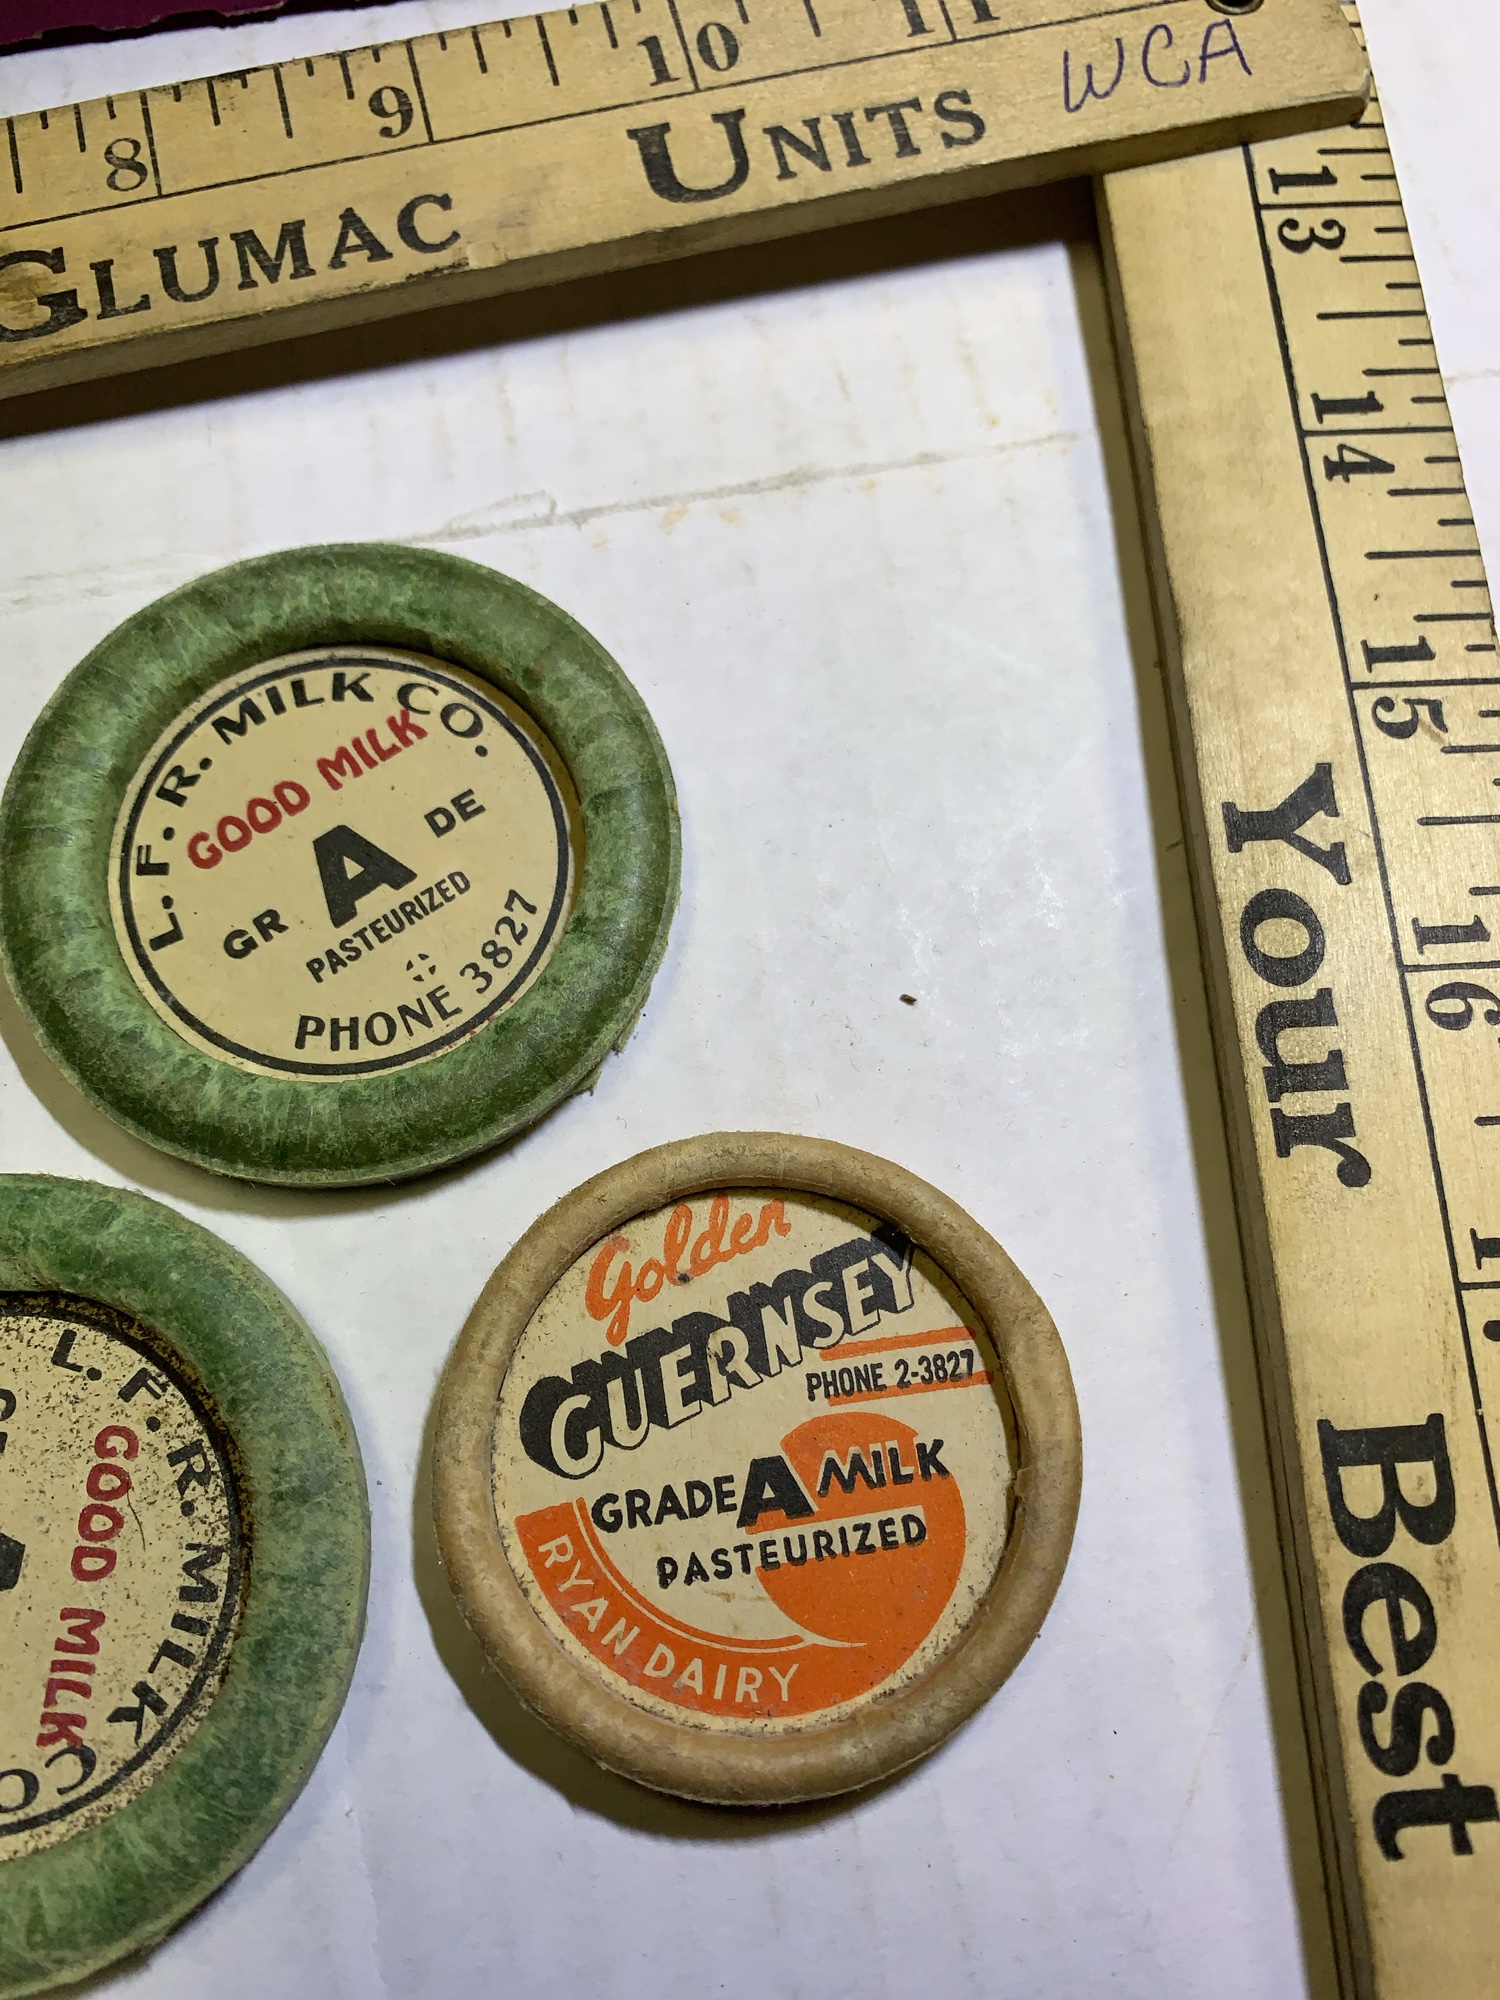 8 9 10 11
WCA
GLUMAC UNITS
13 14 15 16 17
Your Best
L.F.R. MILK CO.
GOOD MILK
GR A DE
PASTEURIZED
PHONE 3827
Golden
GUERNSEY
PHONE 2-3827
GRADE A MILK
PASTEURIZED
RYAN DAIRY
L.F.R. MILK CO
GOOD MILK